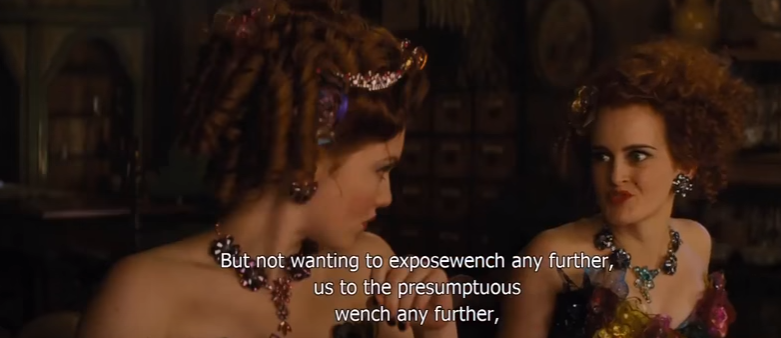 But not wanting to exposewench any further,
us to the presumptuous
wench any further,